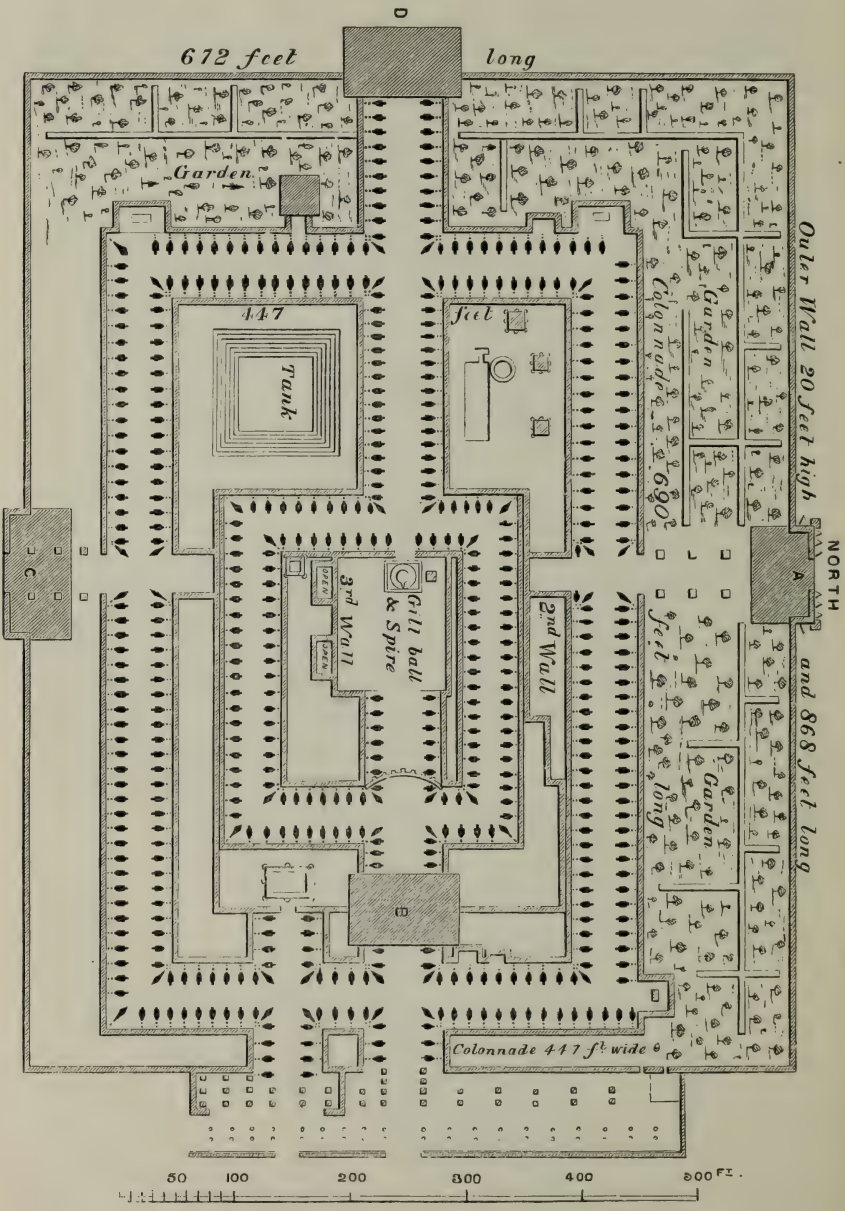 D
672 feet long
Garden
447 feet
Tank
Colonnade 690 feet long
Garden
Outer Wall 20 feet high and 868 feet long
NORTH
A
C
OPEN
3rd Wall
OPEN
Gilt ball
& Spire
2nd Wall
Garden
B
Colonnade 447 ft. wide
50 100 200 300 400 500 FT.